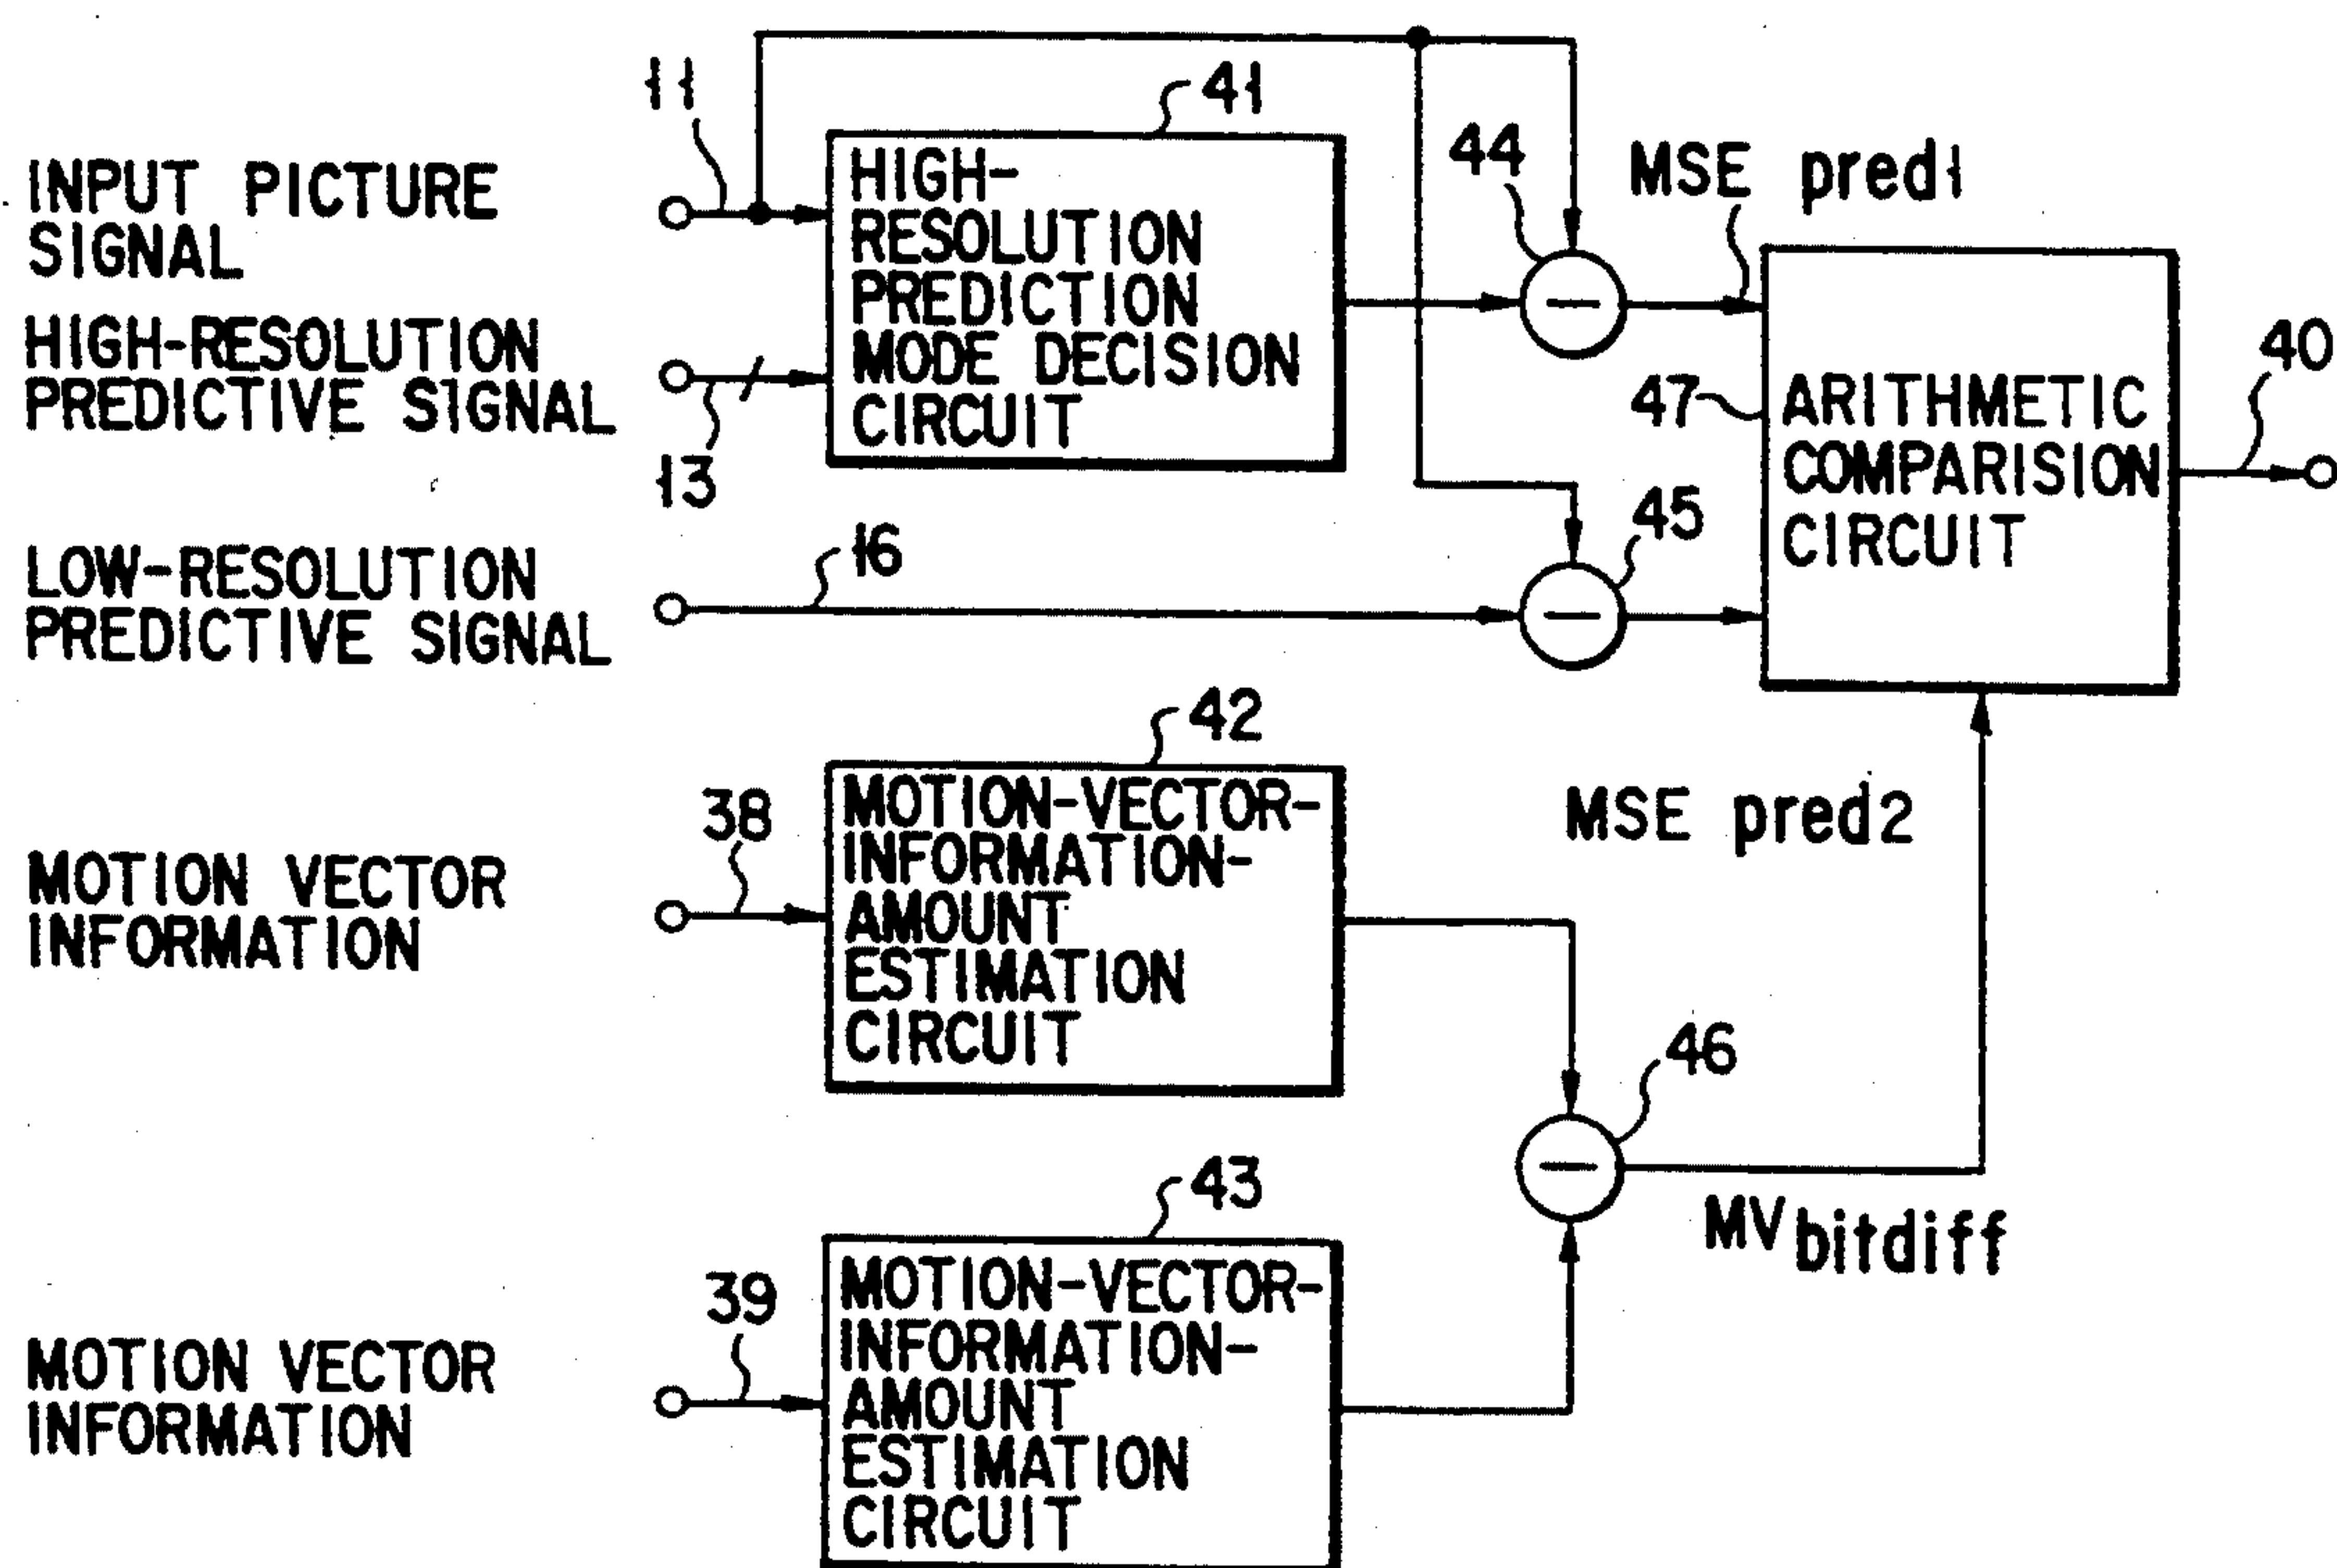 11
41
INPUT PICTURE
SIGNAL
HIGH-
RESOLUTION
PREDICTION
MODE DECISION
CIRCUIT
44
MSE pred1
HIGH-RESOLUTION
PREDICTIVE SIGNAL
13
40
47
ARITHMETIC
COMPARISION
CIRCUIT
45
LOW-RESOLUTION
PREDICTIVE SIGNAL
16
42
MOTION VECTOR
INFORMATION
38
MOTION-VECTOR-
INFORMATION-
AMOUNT
ESTIMATION
CIRCUIT
MSE pred2
46
MVbitdiff
43
MOTION VECTOR
INFORMATION
39
MOTION-VECTOR-
INFORMATION-
AMOUNT
ESTIMATION
CIRCUIT